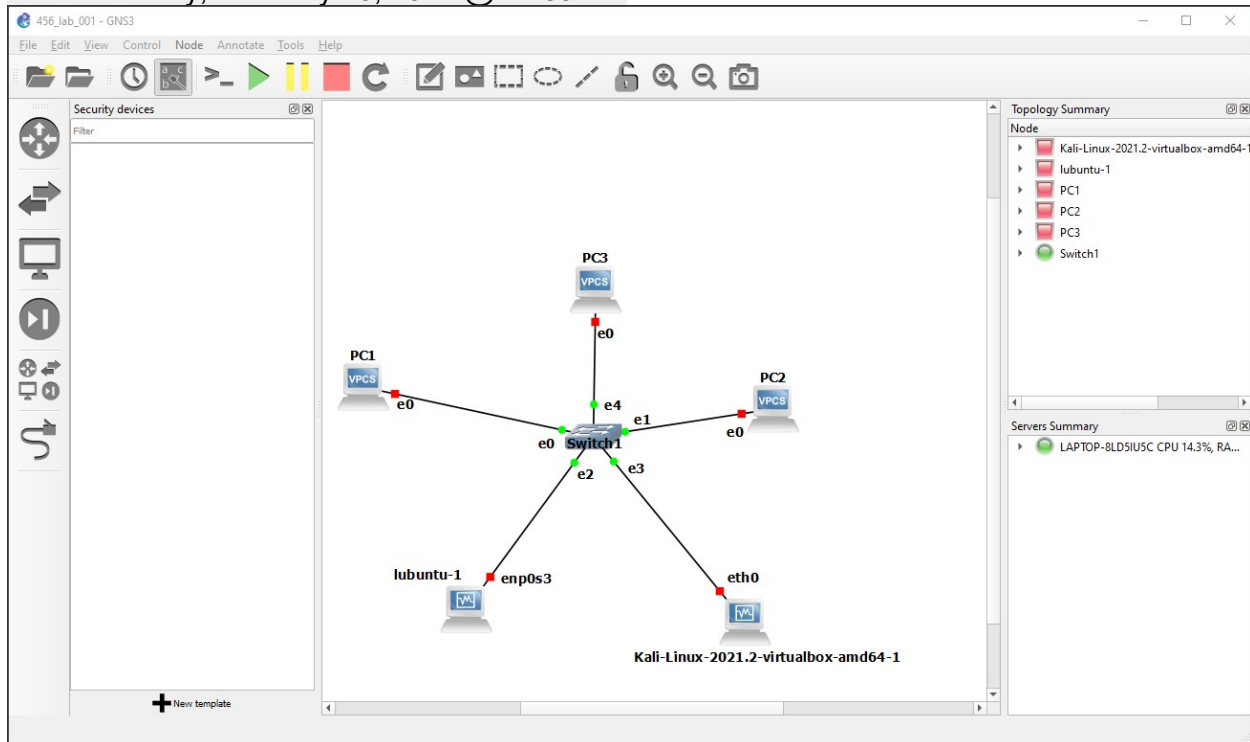 456_lab_001 - GNS3
File Edit View Control Node Annotate Tools Help
Security devices
Filter
New template
PC3
VPCS
e0
PC1
VPCS
e0
PC2
VPCS
e0
e4
e1
e0 Switch1
e2
e3
lubuntu-1
enp0s3
eth0
Kali-Linux-2021.2-virtualbox-amd64-1
Topology Summary
Node
Kali-Linux-2021.2-virtualbox-amd64-1
lubuntu-1
PC1
PC2
PC3
Switch1
Servers Summary
LAPTOP-8LD5IU5C CPU 14.3%, RA...